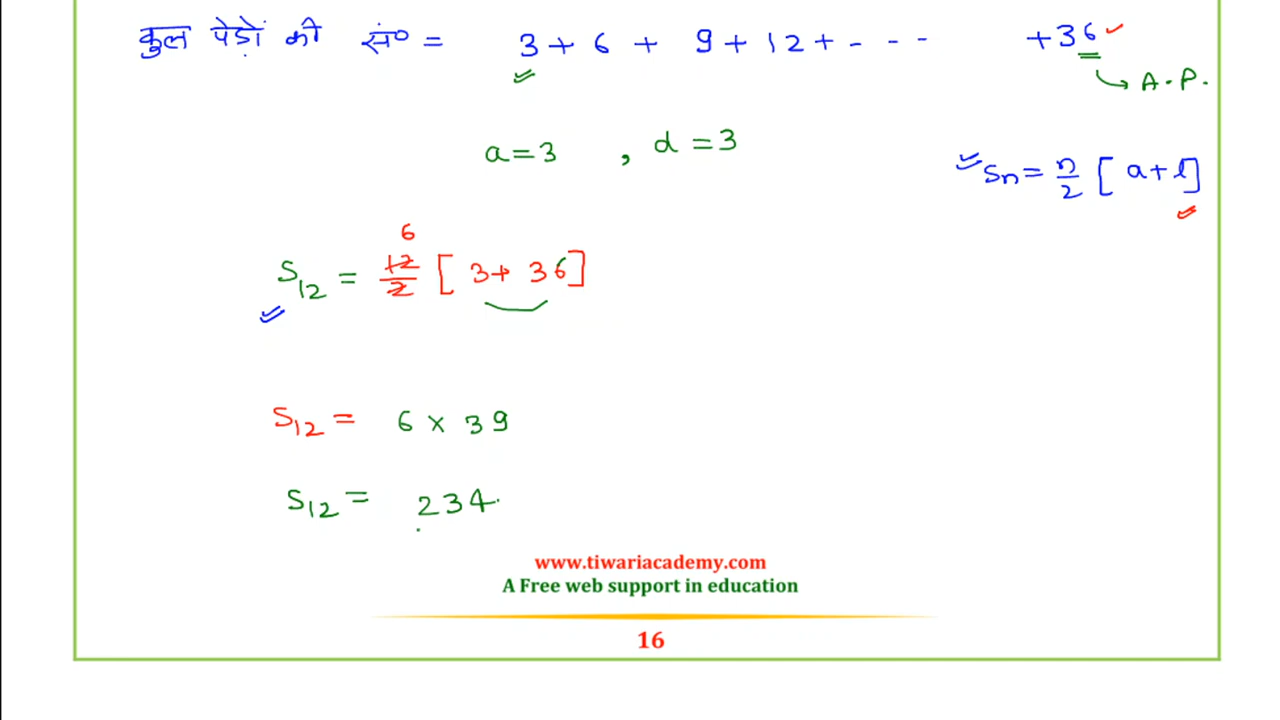 कुल पेड़ों की सं० = 3 + 6 + 9 + 12 + - - - + 36
→ A.P.
a = 3 , d = 3
Sn = n/2 [ a + l ]
6
S12 = 12/2 [ 3 + 36 ]
S12 = 6 × 39
S12 = 234
www.tiwariacademy.com
A Free web support in education
16